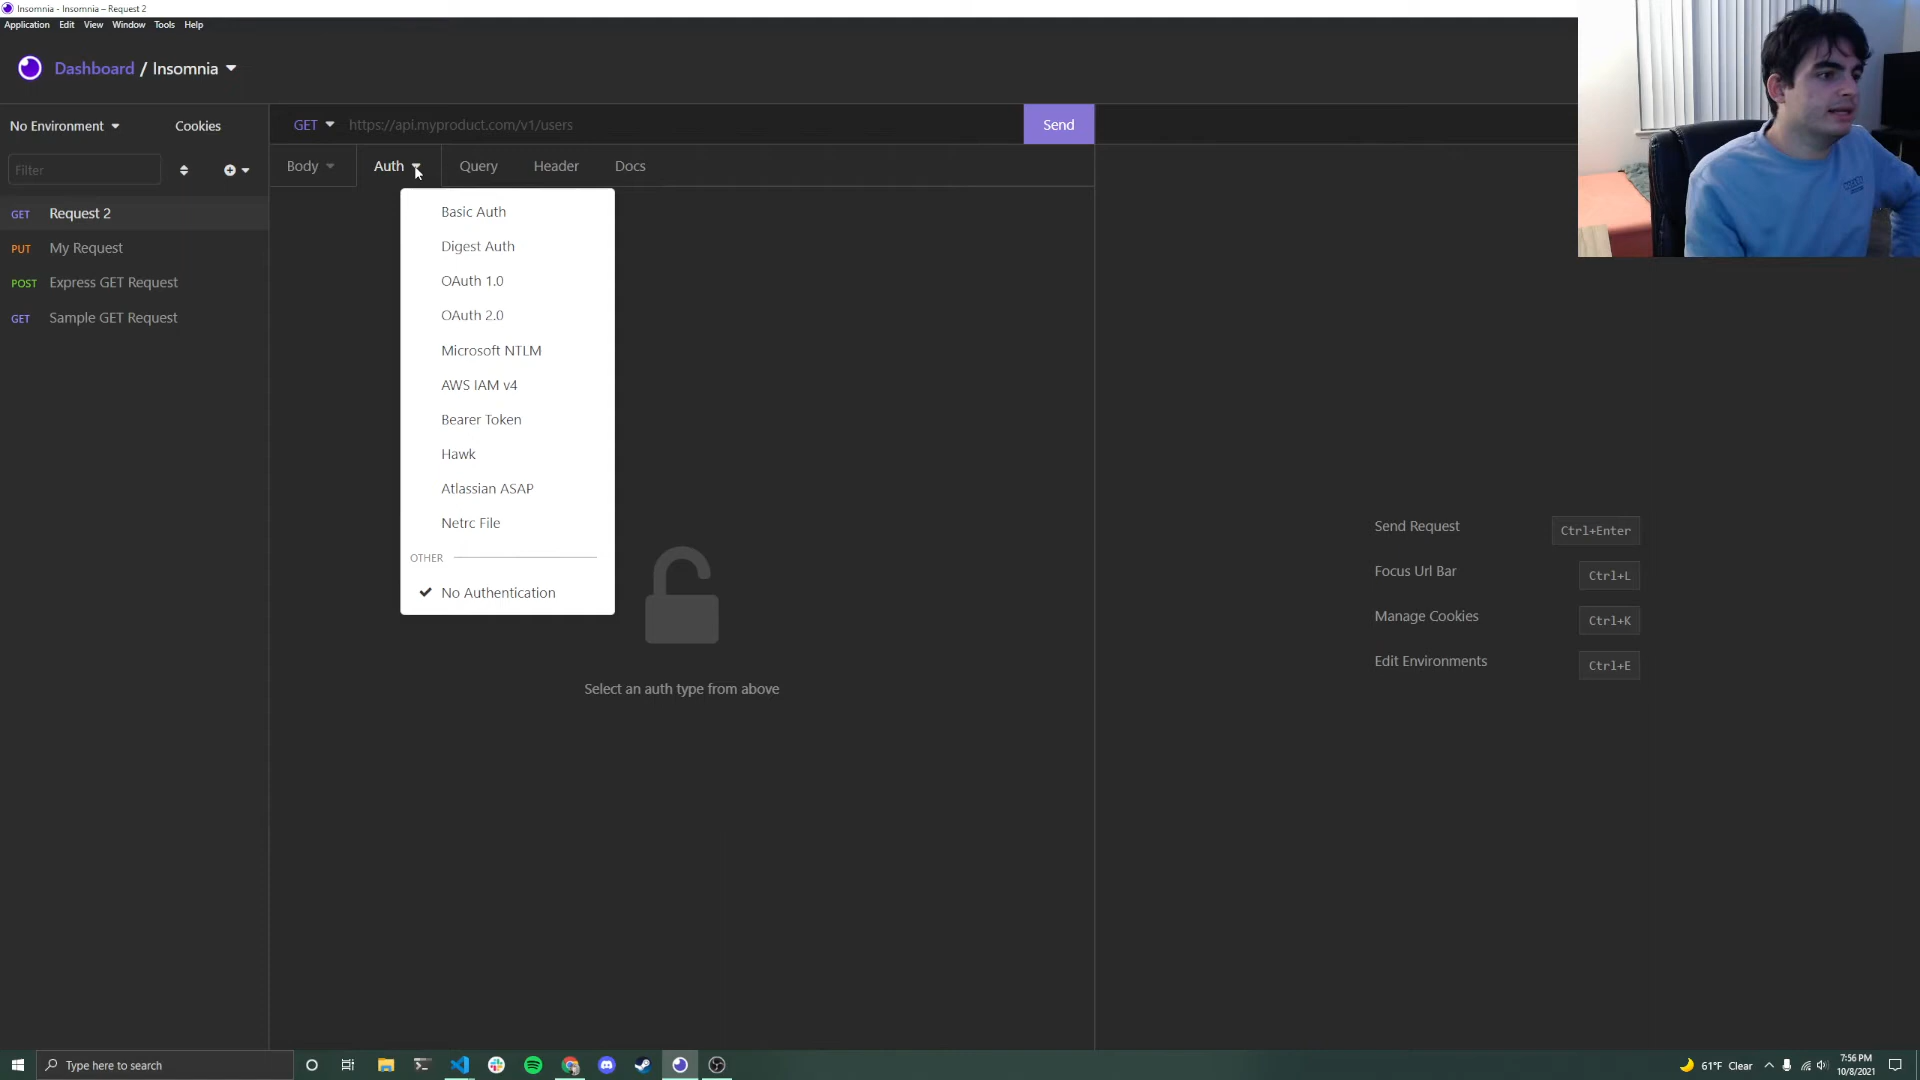 Insomnia - Insomnia – Request 2
Application Edit View Window Tools Help
Dashboard / Insomnia
No Environment Cookies
GET https://api.myproduct.com/v1/users Send
Filter
Body Auth Query Header Docs
GET Request 2
PUT My Request
POST Express GET Request
GET Sample GET Request
Basic Auth
Digest Auth
OAuth 1.0
OAuth 2.0
Microsoft NTLM
AWS IAM v4
Bearer Token
Hawk
Atlassian ASAP
Netrc File
OTHER
No Authentication
Select an auth type from above
Send Request Ctrl+Enter
Focus Url Bar Ctrl+L
Manage Cookies Ctrl+K
Edit Environments Ctrl+E
Type here to search
61°F Clear
7:56 PM
10/8/2021